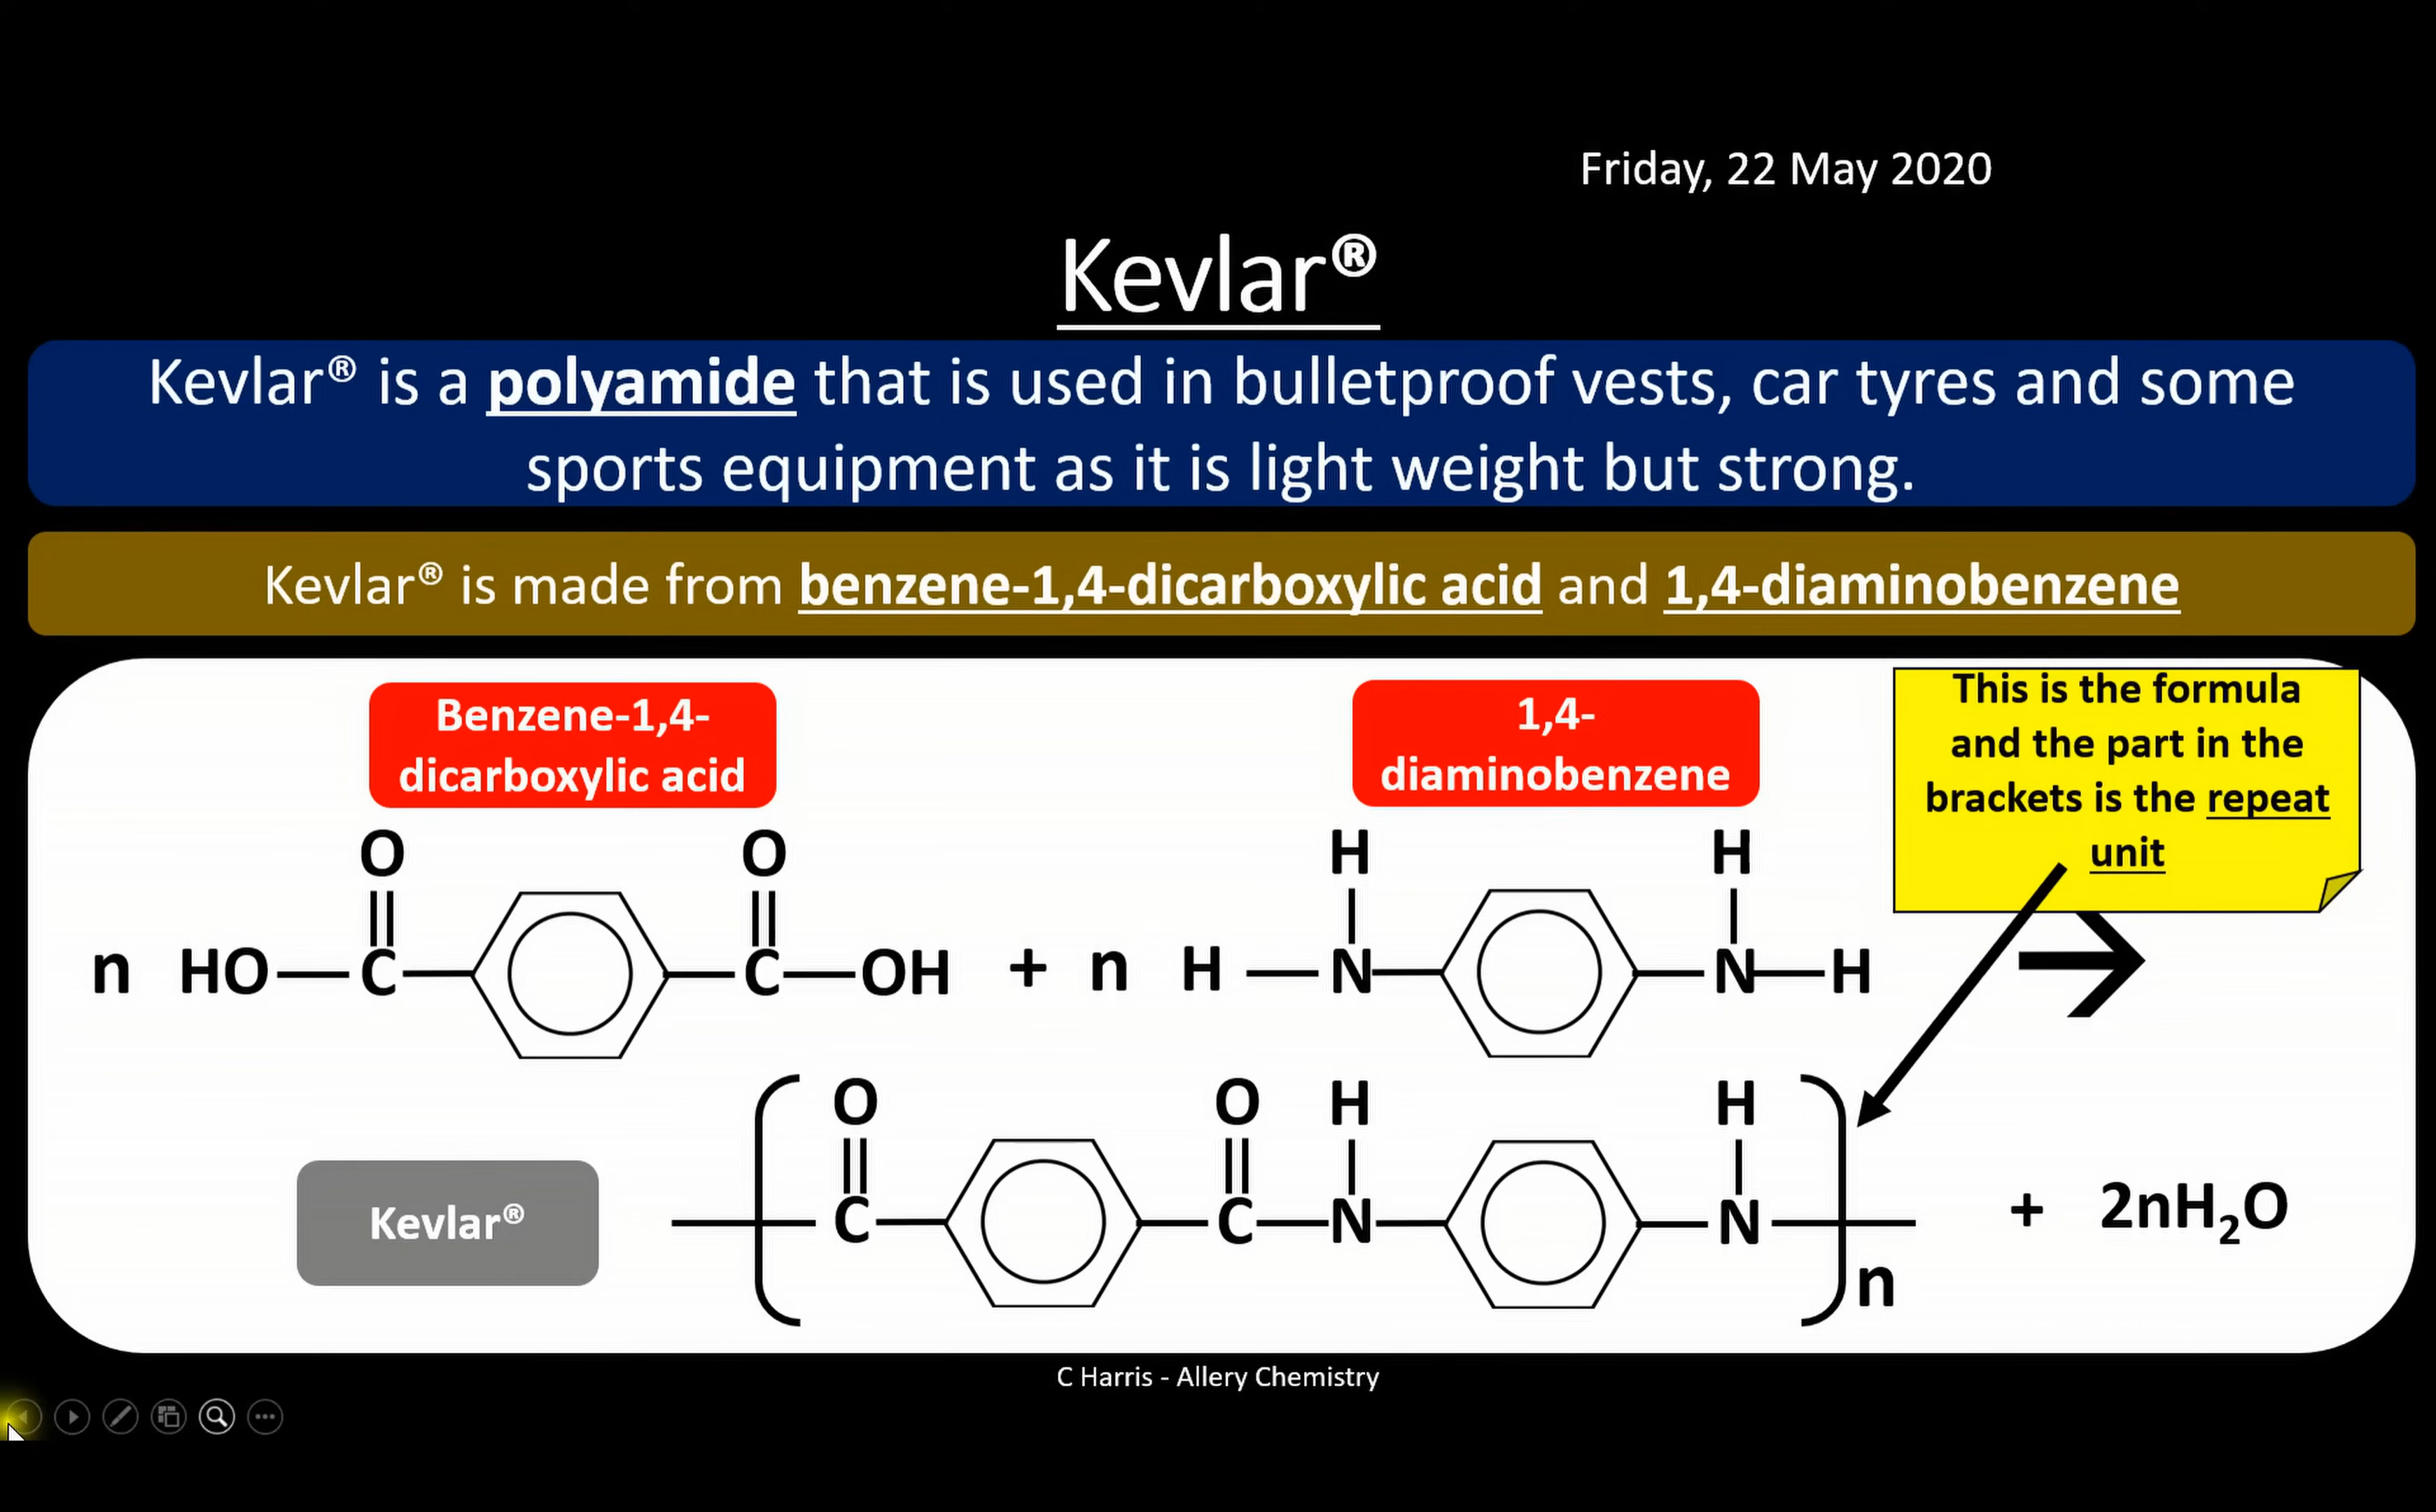 Friday, 22 May 2020
Kevlar®
Kevlar® is a polyamide that is used in bulletproof vests, car tyres and some
sports equipment as it is light weight but strong.
Kevlar® is made from benzene-1,4-dicarboxylic acid and 1,4-diaminobenzene
Benzene-1,4-
dicarboxylic acid
1,4-
diaminobenzene
This is the formula
and the part in the
brackets is the repeat
unit
O O H H
n HO C C OH + n H N N H
O O H H
Kevlar®
C C N N + 2nH₂O
n
C Harris - Allery Chemistry